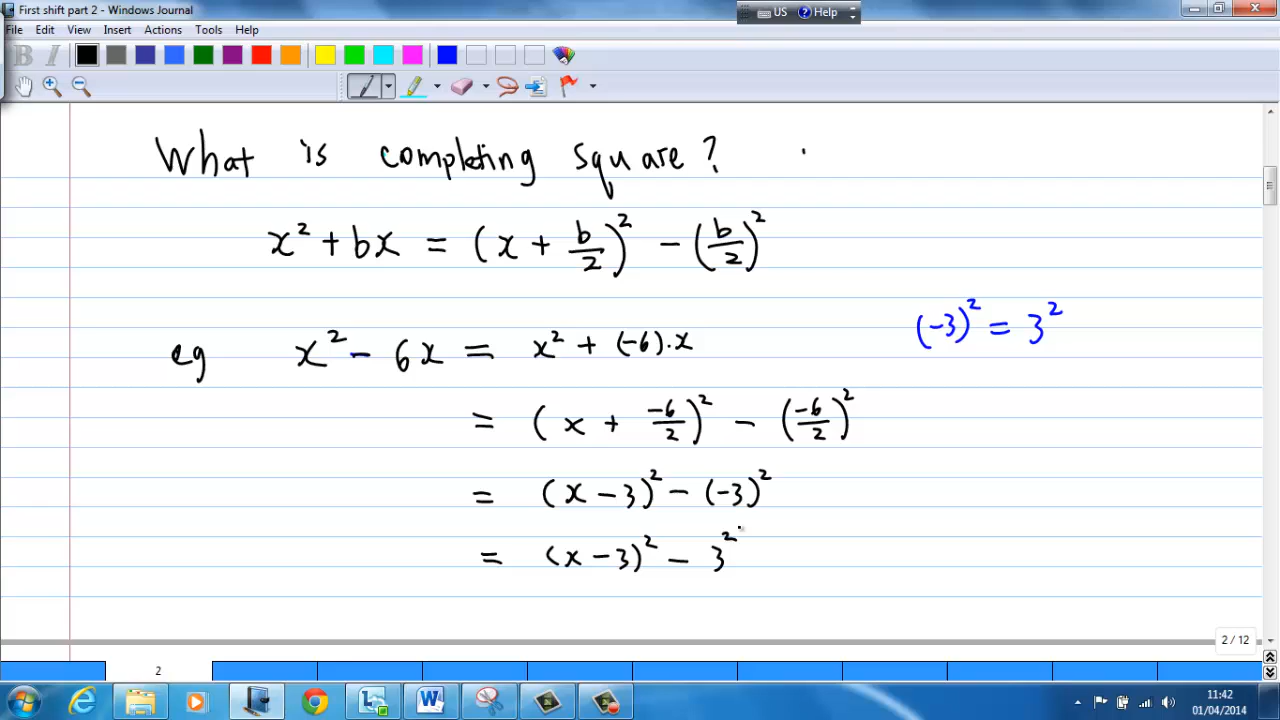 First shift part 2 - Windows Journal
US Help
File Edit View Insert Actions Tools Help
B I
What is completing square?
x² + bx = (x + b/2)² - (b/2)²
(-3)² = 3²
eg x² - 6x = x² + (-6).x
= (x + -6/2)² - (-6/2)²
= (x - 3)² - (-3)²
= (x - 3)² - 3²
2 / 12
2
11:42
01/04/2014